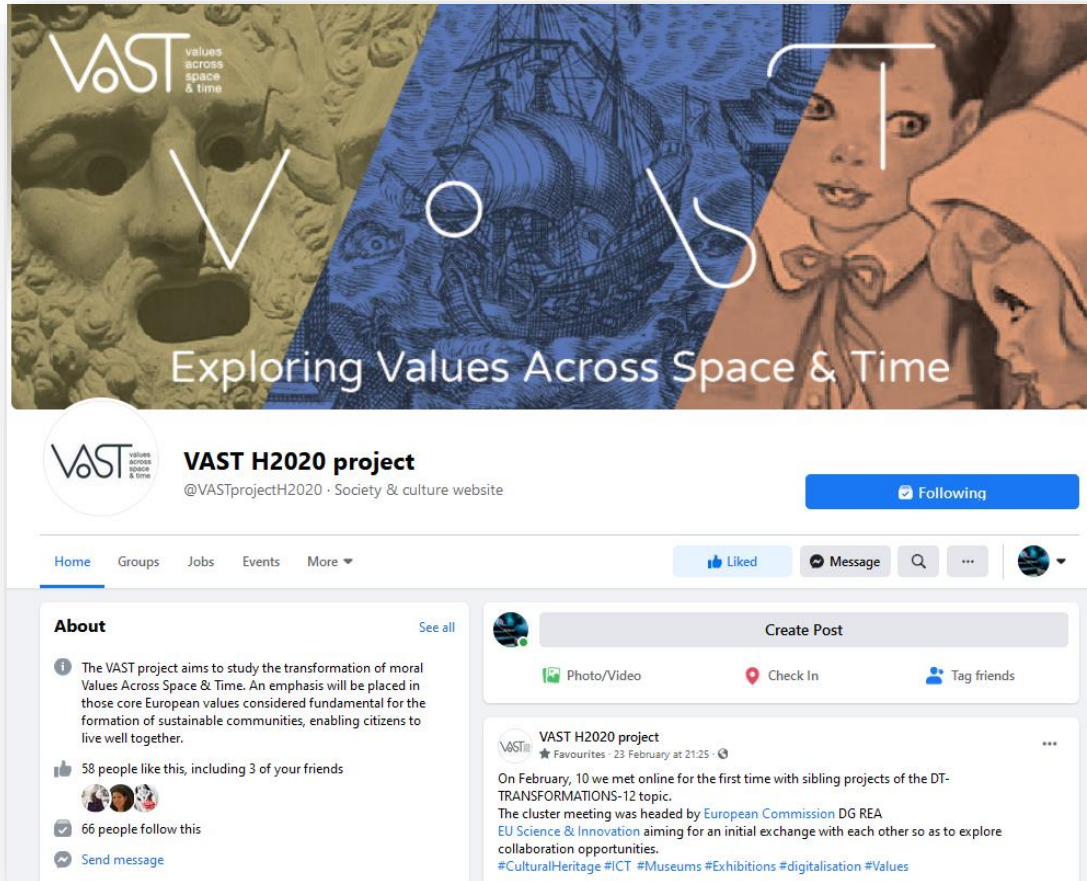 VAST values
across
space
& time
VAST
Exploring Values Across Space & Time
VAST values
across
space
& time
VAST H2020 project
@VASTprojectH2020 · Society & culture website
Following
Home Groups Jobs Events More
Liked Message ...
About See all
The VAST project aims to study the transformation of moral
Values Across Space & Time. An emphasis will be placed in
those core European values considered fundamental for the
formation of sustainable communities, enabling citizens to
live well together.
58 people like this, including 3 of your friends
66 people follow this
Send message
Create Post
Photo/Video Check In Tag friends
VAST
VAST H2020 project ...
Favourites · 23 February at 21:25 ·
On February, 10 we met online for the first time with sibling projects of the DT-
TRANSFORMATIONS-12 topic.
The cluster meeting was headed by European Commission DG REA
EU Science & Innovation aiming for an initial exchange with each other so as to explore
collaboration opportunities.
#CulturalHeritage #ICT #Museums #Exhibitions #digitalisation #Values